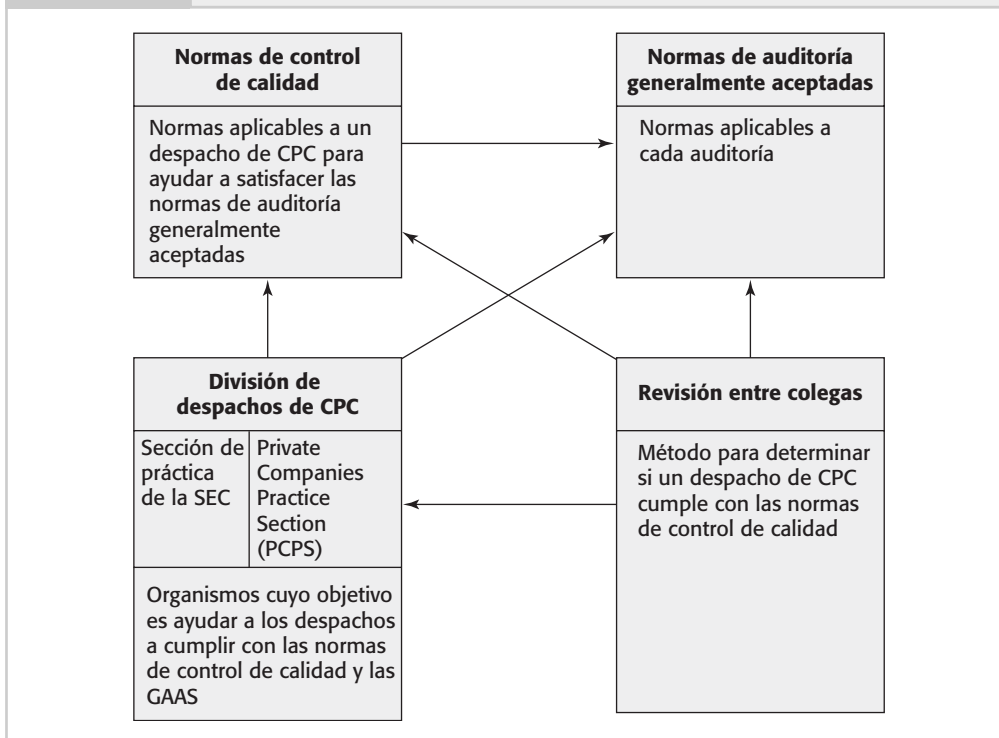 Normas de control
de calidad
Normas aplicables a un
despacho de CPC para
ayudar a satisfacer las
normas de auditoría
generalmente
aceptadas
Normas de auditoría
generalmente aceptadas
Normas aplicables a
cada auditoría
División de
despachos de CPC
Sección de
práctica
de la SEC
Private
Companies
Practice
Section
(PCPS)
Organismos cuyo objetivo
es ayudar a los despachos
a cumplir con las normas
de control de calidad y las
GAAS
Revisión entre colegas
Método para determinar
si un despacho de CPC
cumple con las normas
de control de calidad